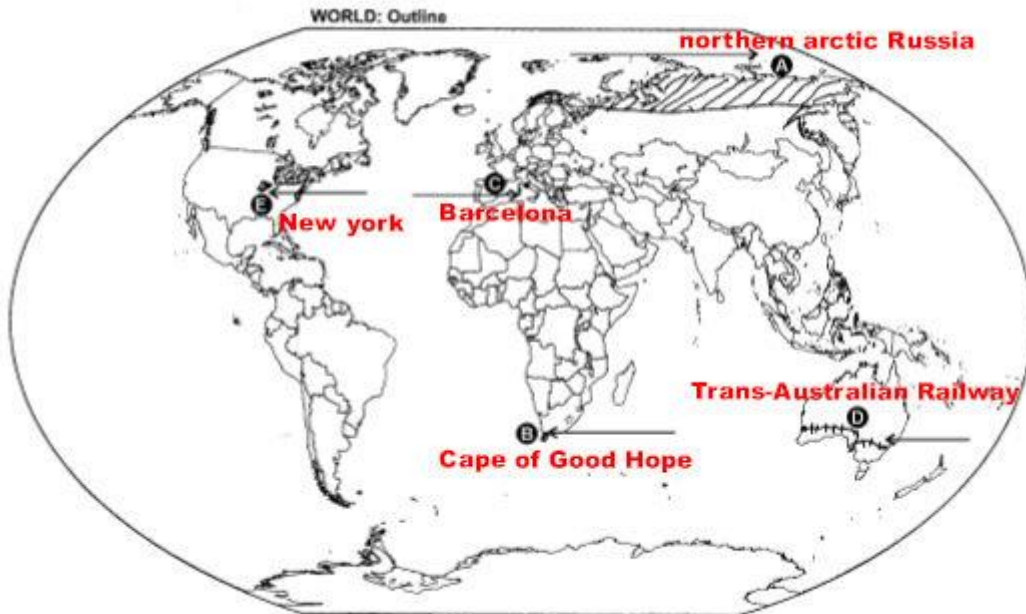 WORLD: Outline
northern arctic Russia
A
C
E
New york
Barcelona
Trans-Australian Railway
D
B
Cape of Good Hope